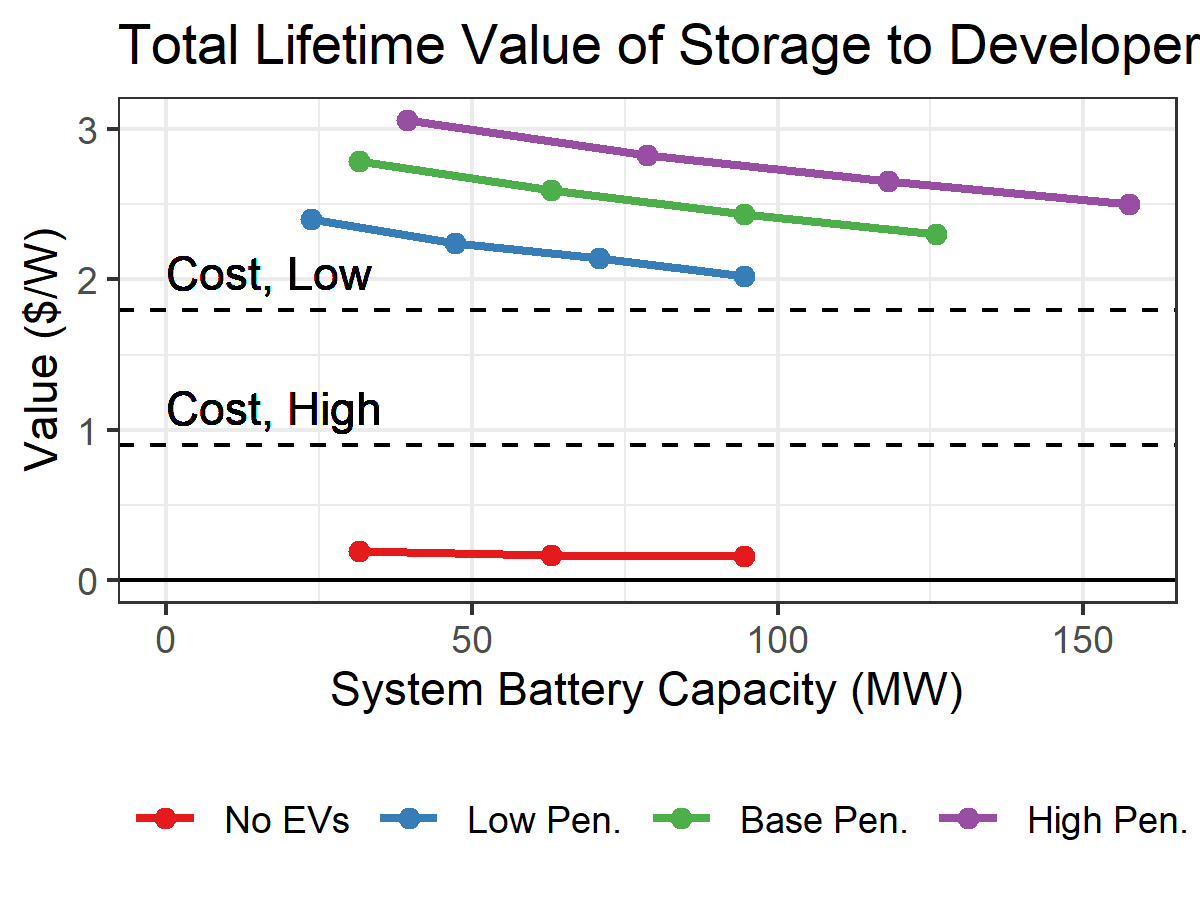 Total Lifetime Value of Storage to Developer
Value ($/W)
3
2
1
0
Cost, Low
Cost, High
0 50 100 150
System Battery Capacity (MW)
No EVs Low Pen. Base Pen. High Pen.